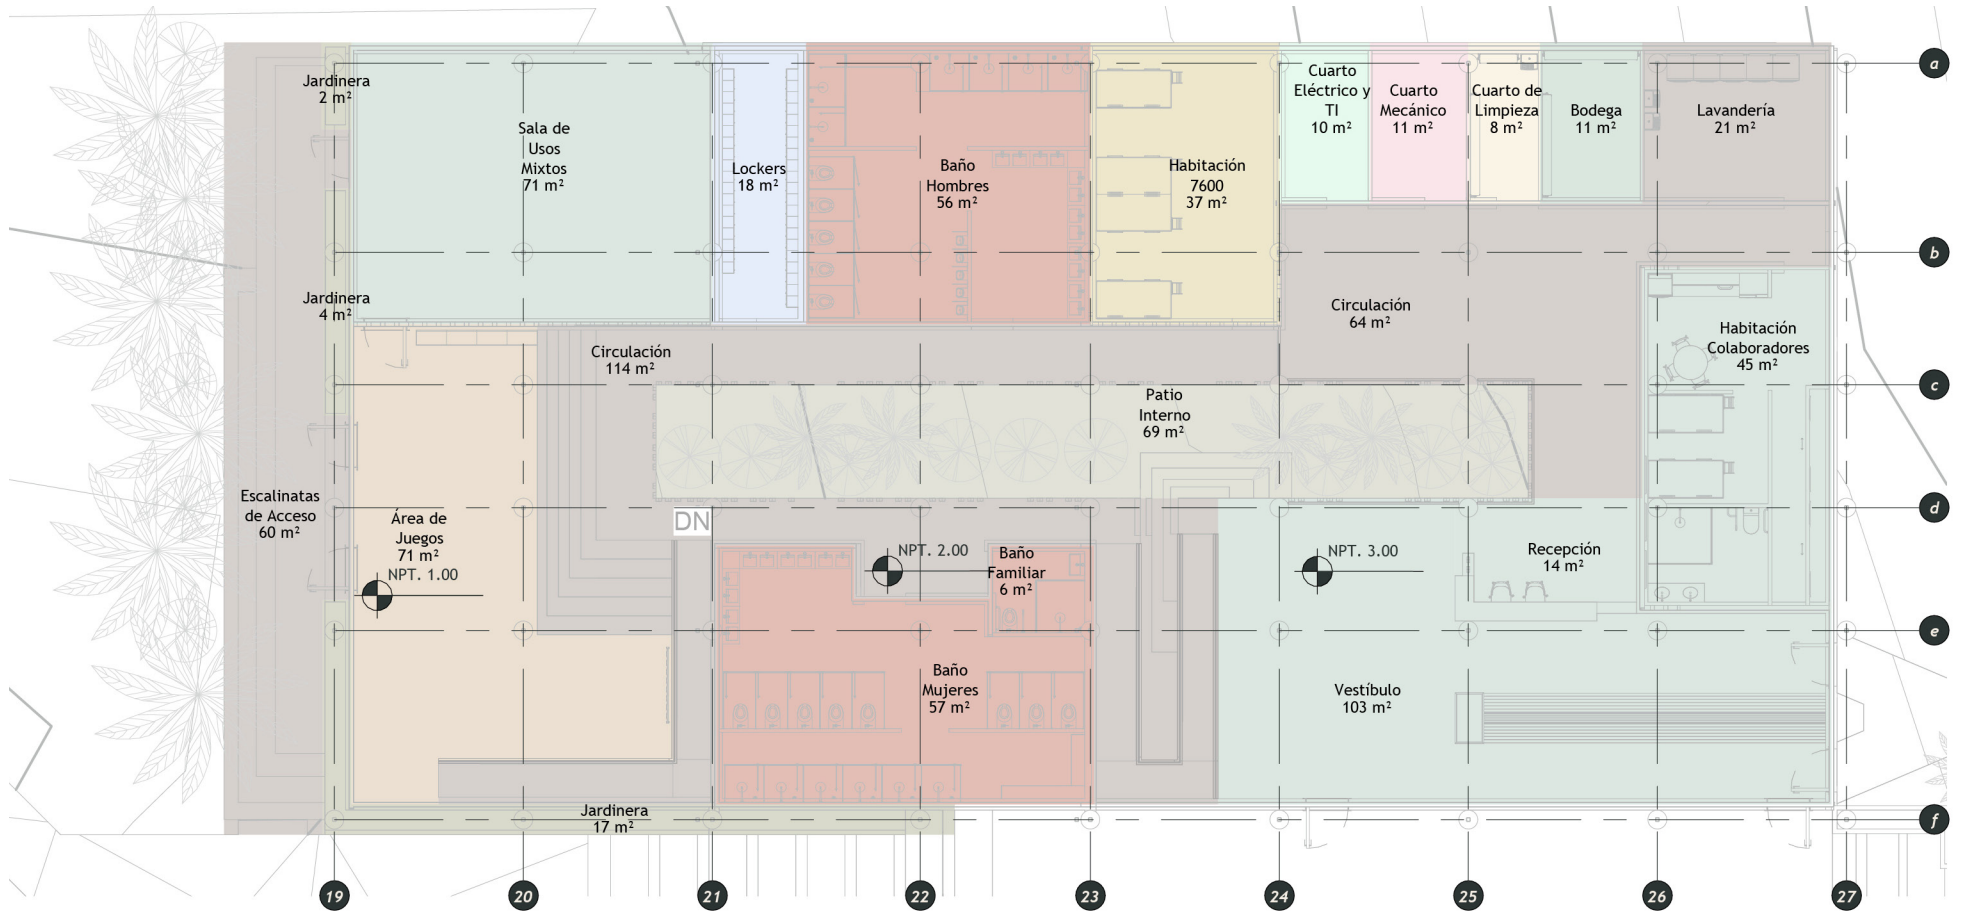 Jardinera
2 m²
Sala de
Usos
Mixtos
71 m²
Lockers
18 m²
Baño
Hombres
56 m²
Habitación
7600
37 m²
Cuarto
Eléctrico y
TI
10 m²
Cuarto
Mecánico
11 m²
Cuarto de
Limpieza
8 m²
Bodega
11 m²
Lavandería
21 m²
a
b
Jardinera
4 m²
Circulación
114 m²
Circulación
64 m²
Habitación
Colaboradores
45 m²
c
Patio
Interno
69 m²
Escalinatas
de Acceso
60 m²
Área de
Juegos
71 m²
NPT. 1.00
DN
NPT. 2.00
Baño
Familiar
6 m²
NPT. 3.00
Recepción
14 m²
d
e
Baño
Mujeres
57 m²
Vestíbulo
103 m²
Jardinera
17 m²
f
19
20
21
22
23
24
25
26
27